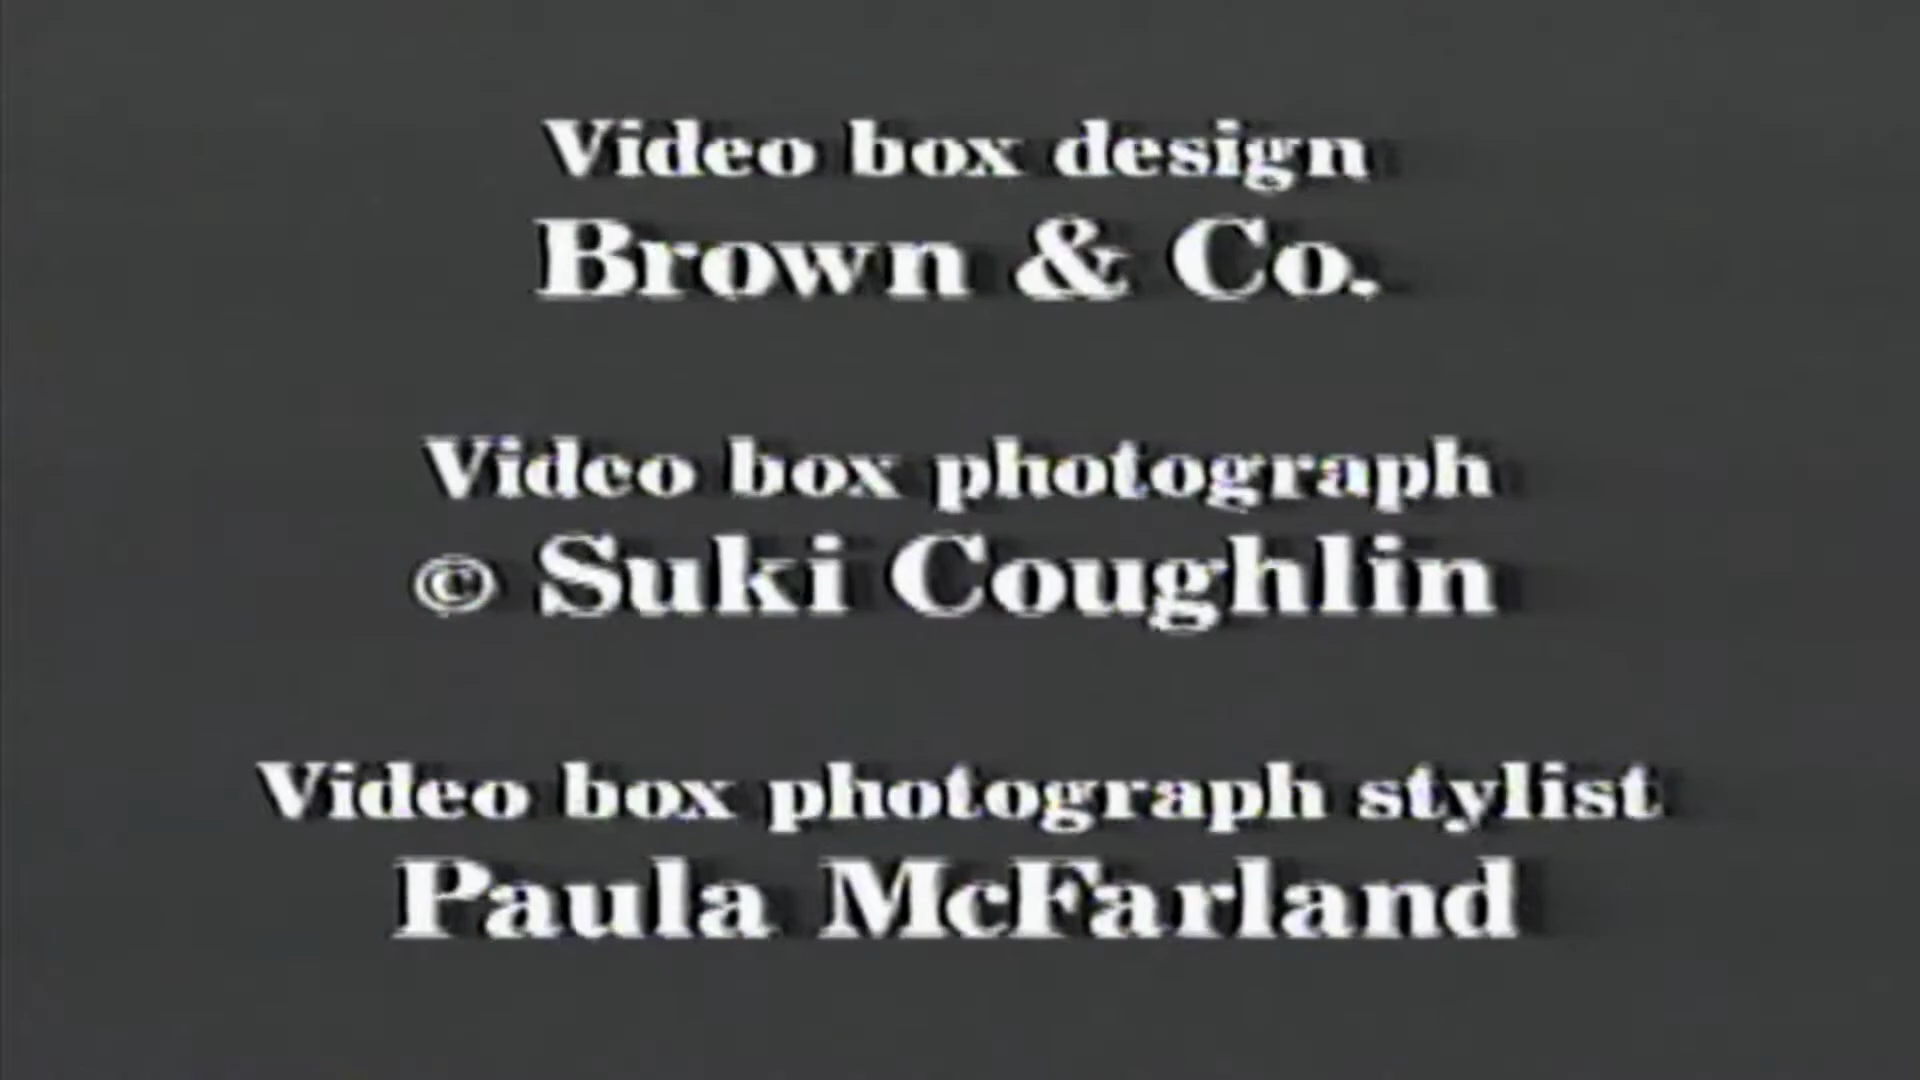 Video box design
Brown & Co.
Video box photograph
© Suki Coughlin
Video box photograph stylist
Paula McFarland